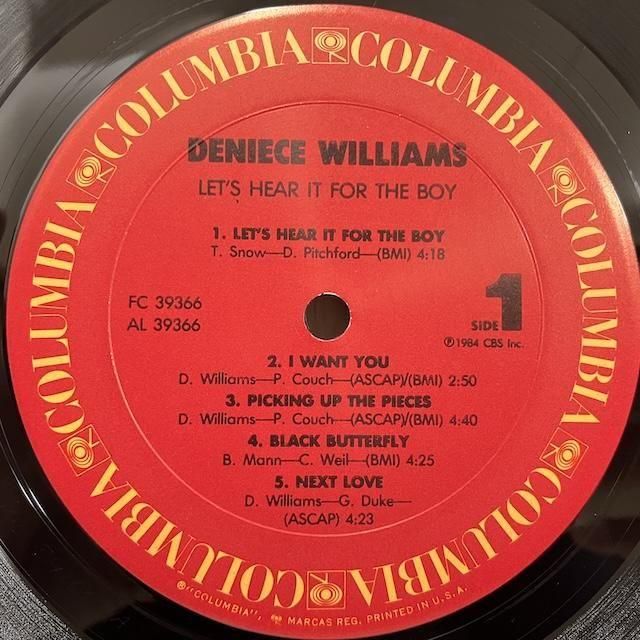 COLUMBIA COLUMBIA COLUMBIA COLUMBIA COLUMBIA COLUMBIA COLUMBIA COLUMBIA
DENIECE WILLIAMS
LET'S HEAR IT FOR THE BOY
1. LET'S HEAR IT FOR THE BOY
T. Snow—D. Pitchford—(BMI) 4:18
FC 39366
AL 39366
SIDE 1
℗1984 CBS Inc.
2. I WANT YOU
D. Williams—P. Couch—(ASCAP)/(BMI) 2:50
3. PICKING UP THE PIECES
D. Williams—P. Couch—(ASCAP)/(BMI) 4:40
4. BLACK BUTTERFLY
B. Mann—C. Weil—(BMI) 4:25
5. NEXT LOVE
D. Williams—G. Duke—
(ASCAP) 4:23
®"COLUMBIA", MARCAS REG. PRINTED IN U.S.A.